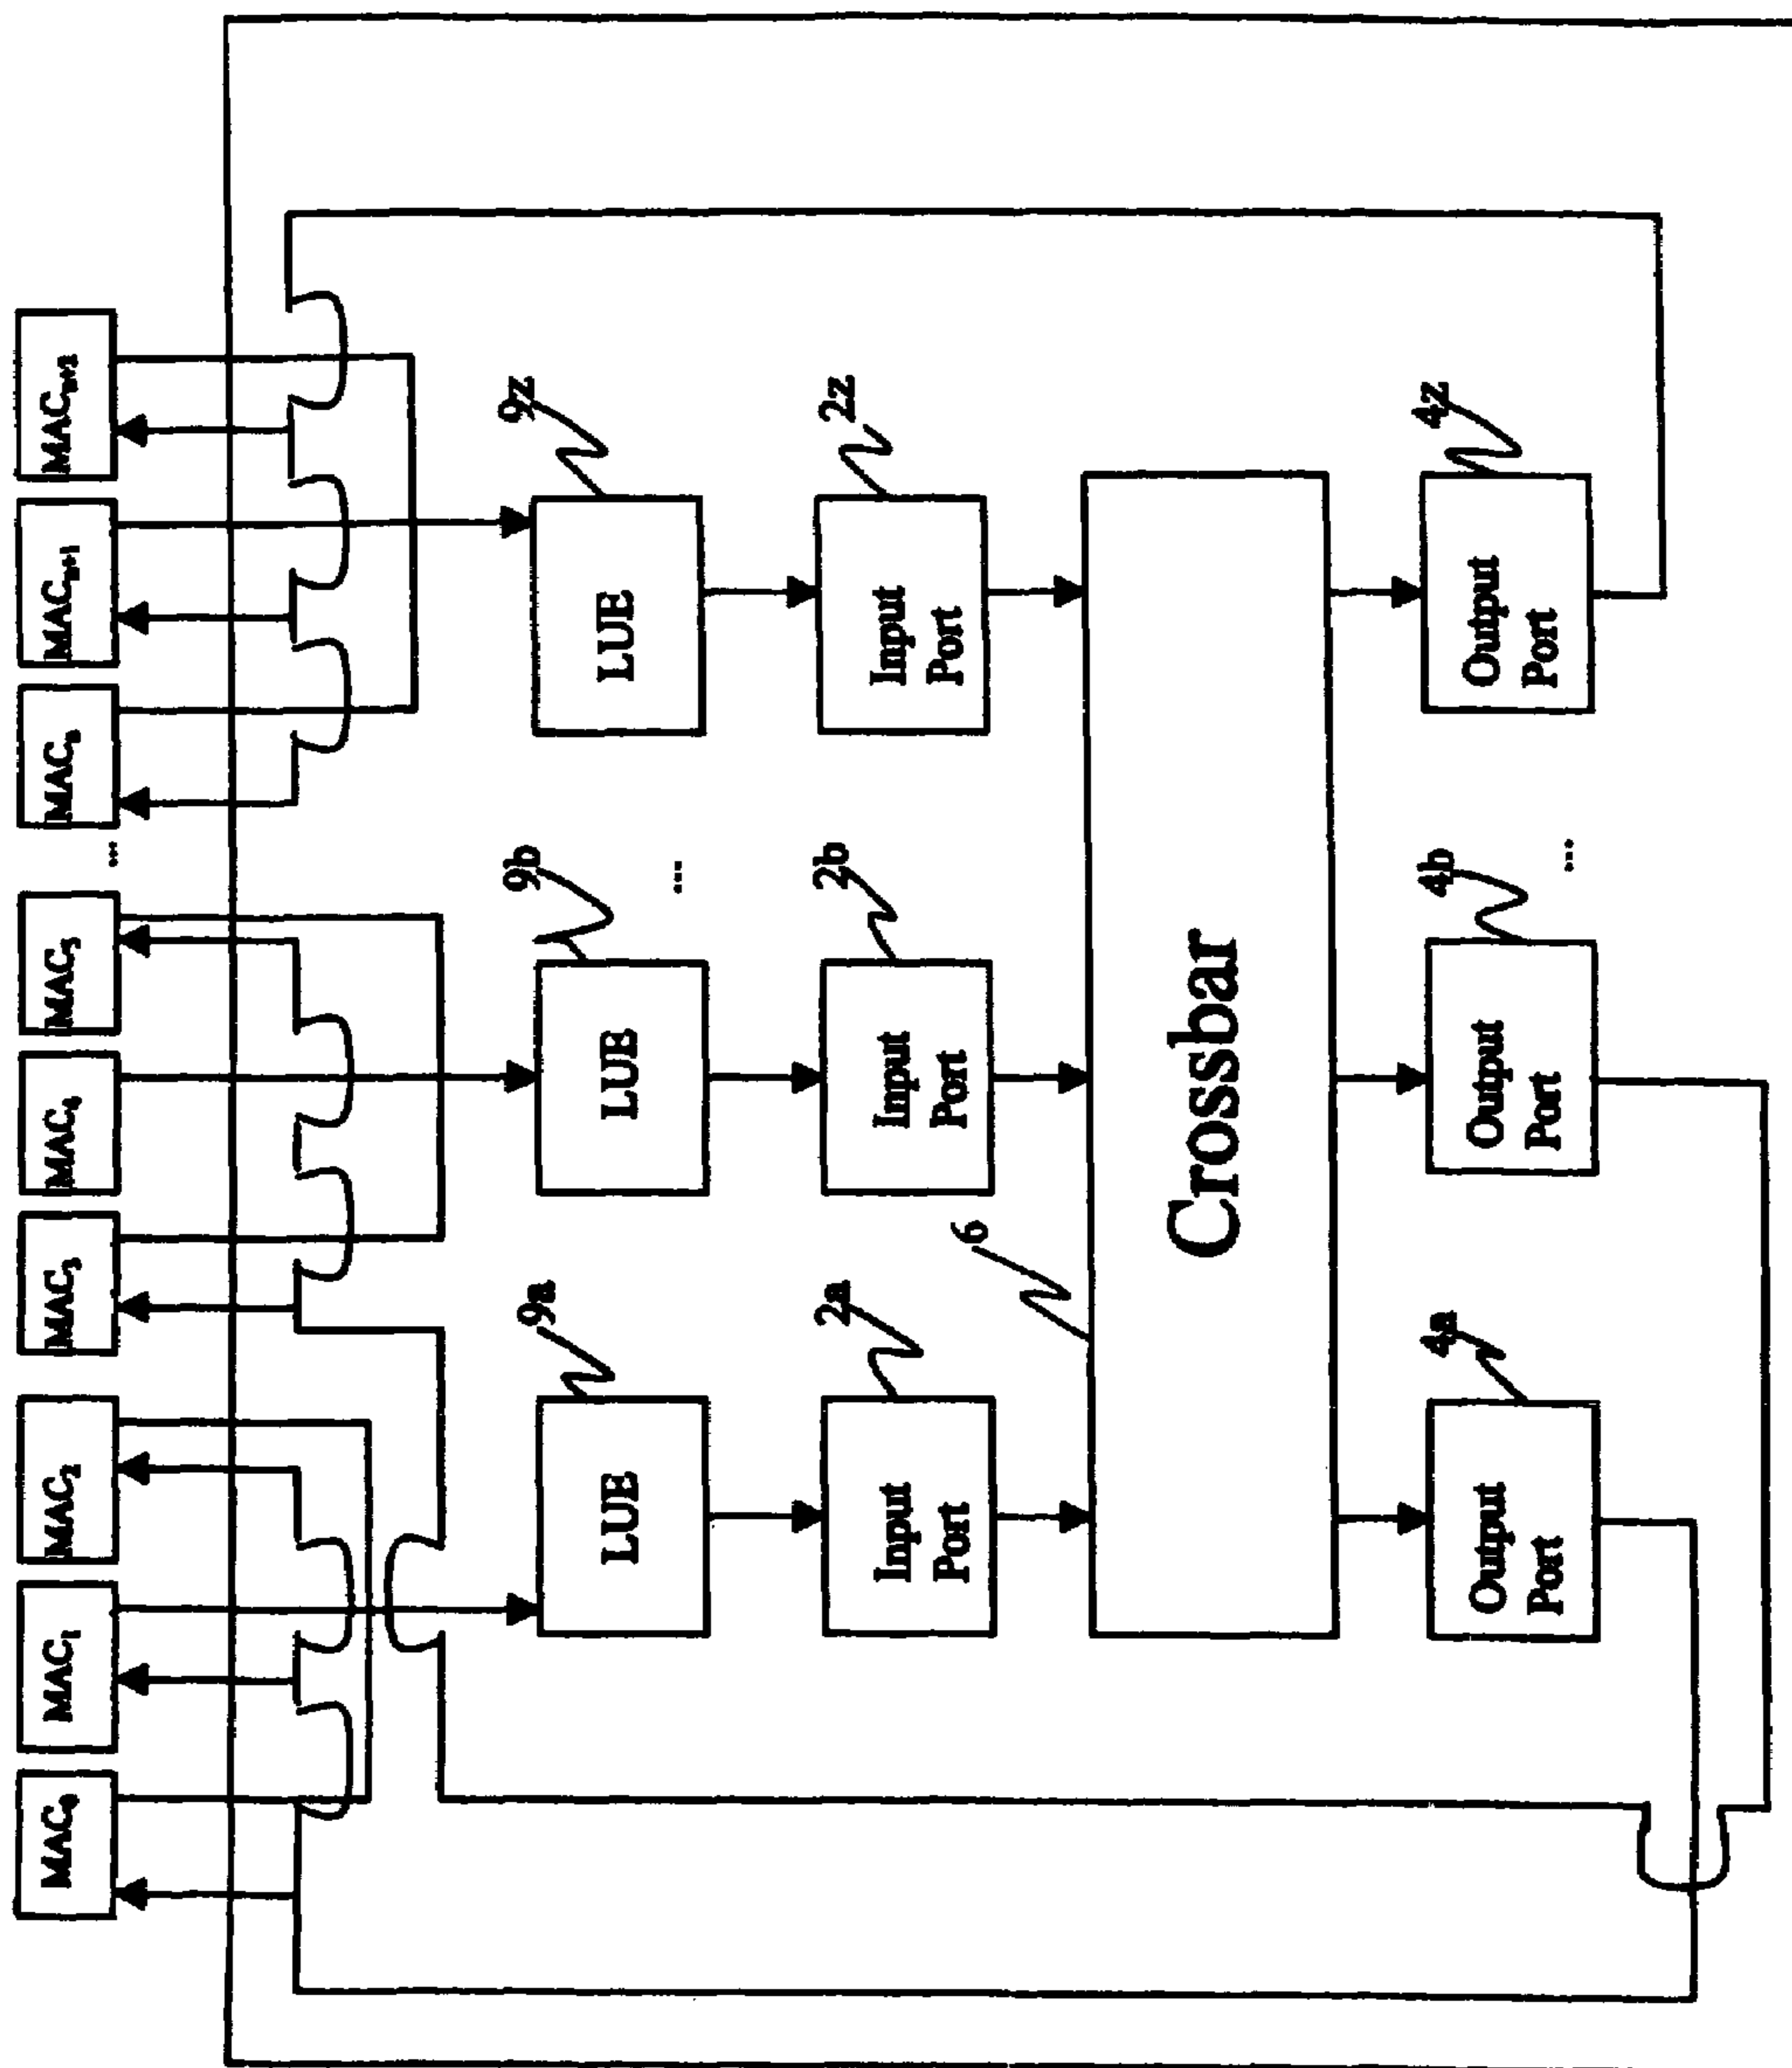 MAC₀
MAC₁
MAC₂
MAC₃
MAC₄
MAC₅
...
MACₙ
MACₙ₊₁
MACₙ₊₂
9a
9b
9z
LUE
LUE
...
LUE
2a
2b
2z
Input
Port
Input
Port
Input
Port
6
Crossbar
4a
4b
4z
Output
Port
Output
Port
...
Output
Port